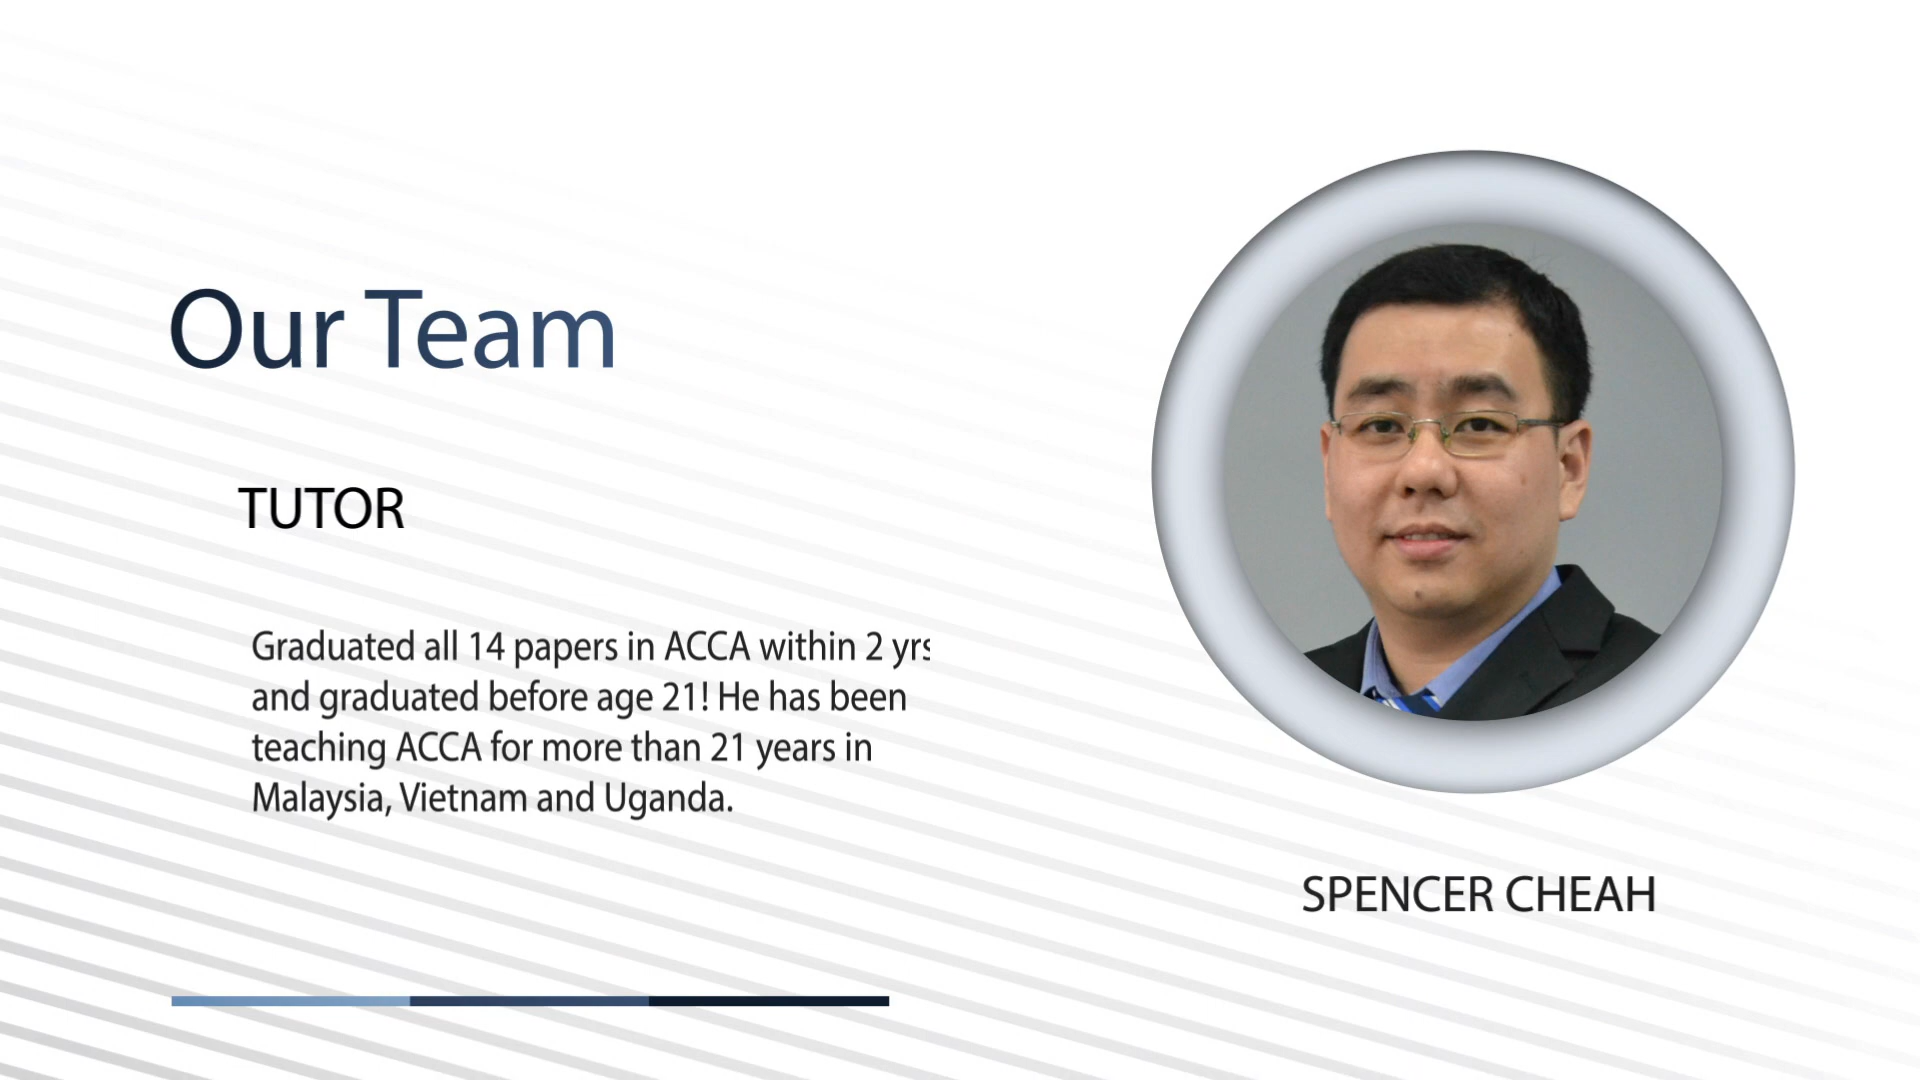 Our Team
TUTOR
Graduated all 14 papers in ACCA within 2 yrs
and graduated before age 21! He has been
teaching ACCA for more than 21 years in
Malaysia, Vietnam and Uganda.
SPENCER CHEAH